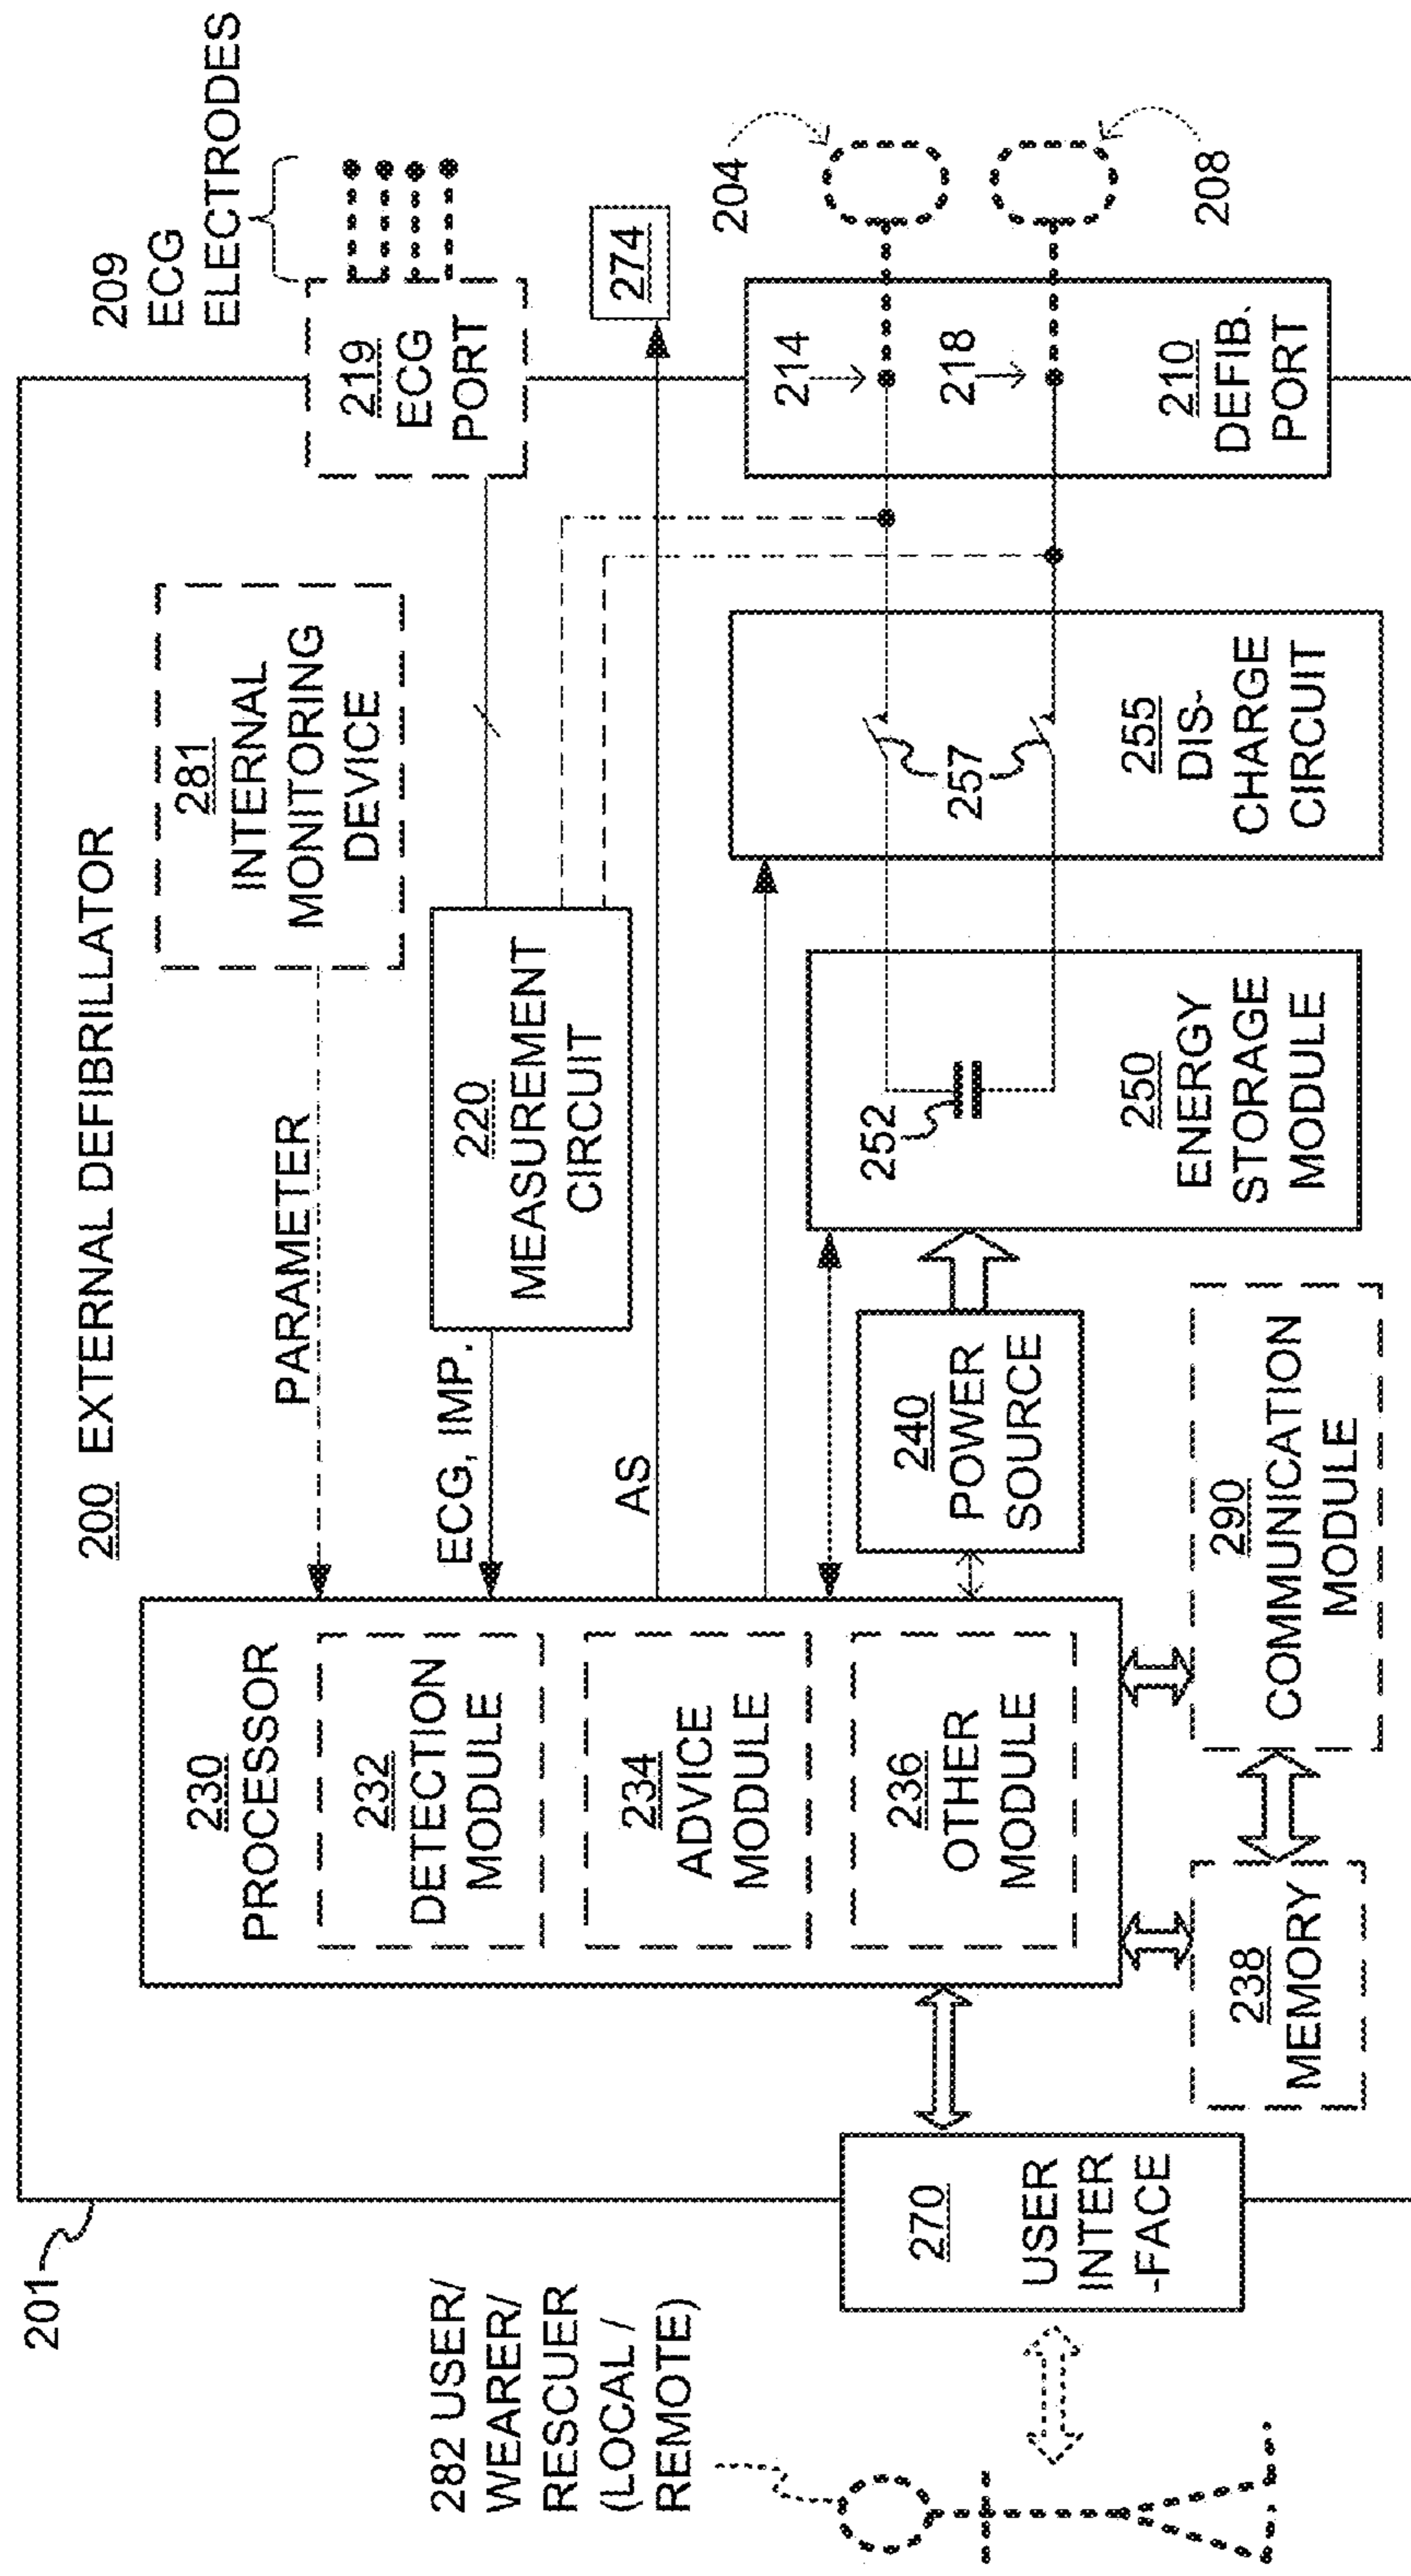 201
200 EXTERNAL DEFIBRILLATOR
209
ECG
ELECTRODES
281
INTERNAL
MONITORING
DEVICE
219
ECG
PORT
PARAMETER
230
PROCESSOR
232
DETECTION
MODULE
234
ADVICE
MODULE
236
OTHER
MODULE
220
MEASUREMENT
CIRCUIT
ECG, IMP.
AS
274
282 USER/
WEARER/
RESCUER
(LOCAL /
REMOTE)
270
USER
INTER
-FACE
240
POWER
SOURCE
252
250
ENERGY
STORAGE
MODULE
257
255
DIS-
CHARGE
CIRCUIT
214
218
210
DEFIB.
PORT
204
208
238
MEMORY
290
COMMUNICATION
MODULE